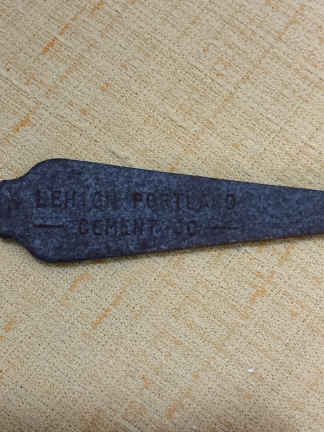 LEHIGH PORTLAND
— CEMENT CO —